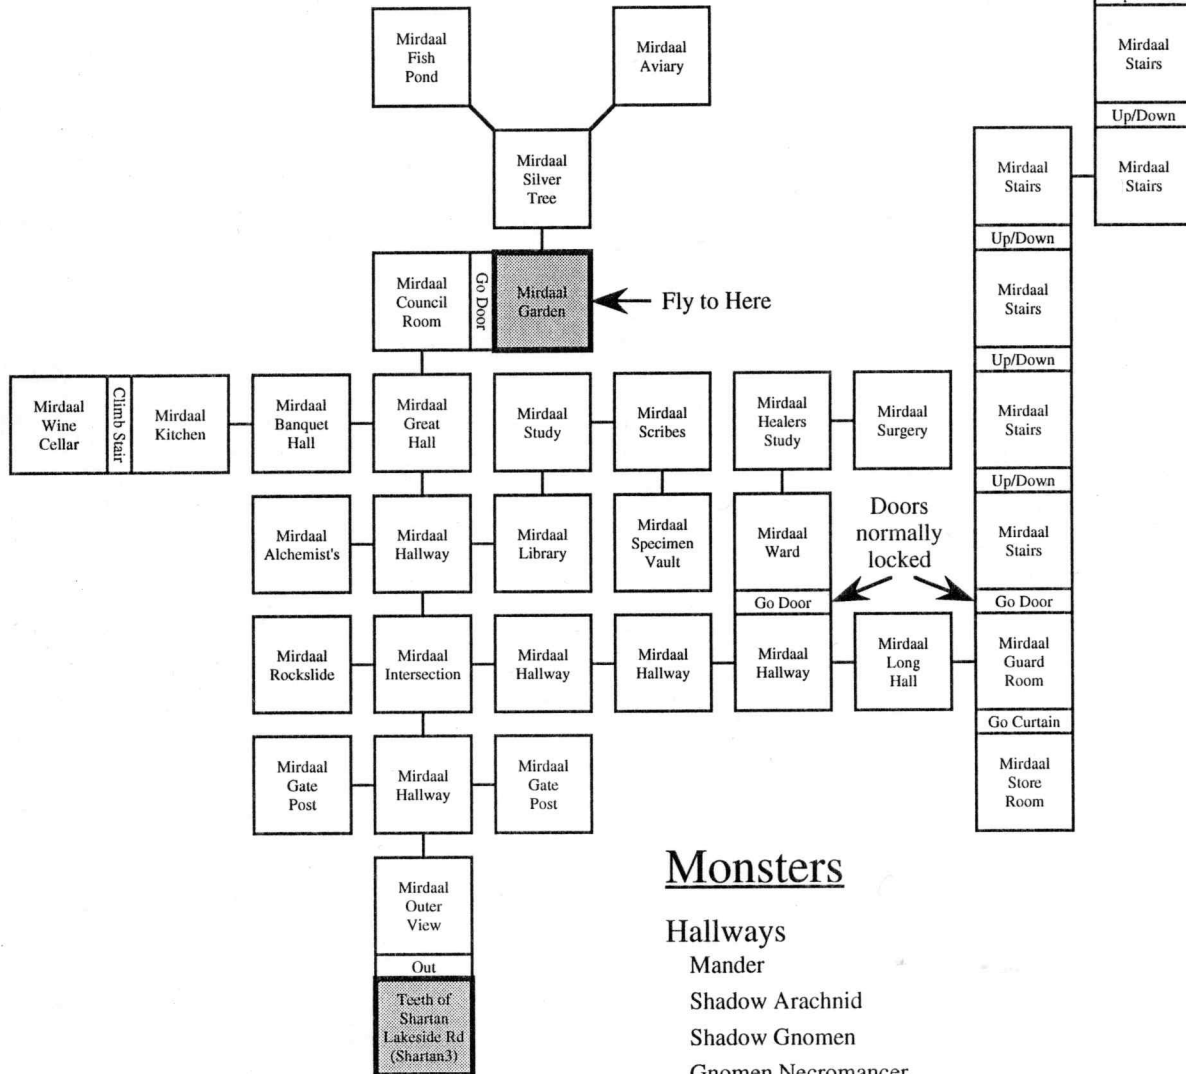 Mirdaal
Fish
Pond
Mirdaal
Aviary
Mirdaal
Stairs
Up/Down
Mirdaal
Stairs
Mirdaal
Silver
Tree
Mirdaal
Stairs
Up/Down
Mirdaal
Council
Room
Go Door
Mirdaal
Garden
Fly to Here
Mirdaal
Stairs
Up/Down
Mirdaal
Wine
Cellar
Climb Stair
Mirdaal
Kitchen
Mirdaal
Banquet
Hall
Mirdaal
Great
Hall
Mirdaal
Study
Mirdaal
Scribes
Mirdaal
Healers
Study
Mirdaal
Surgery
Mirdaal
Stairs
Up/Down
Mirdaal
Alchemist's
Mirdaal
Hallway
Mirdaal
Library
Mirdaal
Specimen
Vault
Mirdaal
Ward
Doors
normally
locked
Mirdaal
Stairs
Go Door
Go Door
Mirdaal
Rockslide
Mirdaal
Intersection
Mirdaal
Hallway
Mirdaal
Hallway
Mirdaal
Hallway
Mirdaal
Long
Hall
Mirdaal
Guard
Room
Go Curtain
Mirdaal
Gate
Post
Mirdaal
Hallway
Mirdaal
Gate
Post
Mirdaal
Store
Room
Mirdaal
Outer
View
Out
Teeth of
Shartan
Lakeside Rd
(Shartan3)
Monsters
Hallways
Mander
Shadow Arachnid
Shadow Gnomen
Gnomen Necromancer